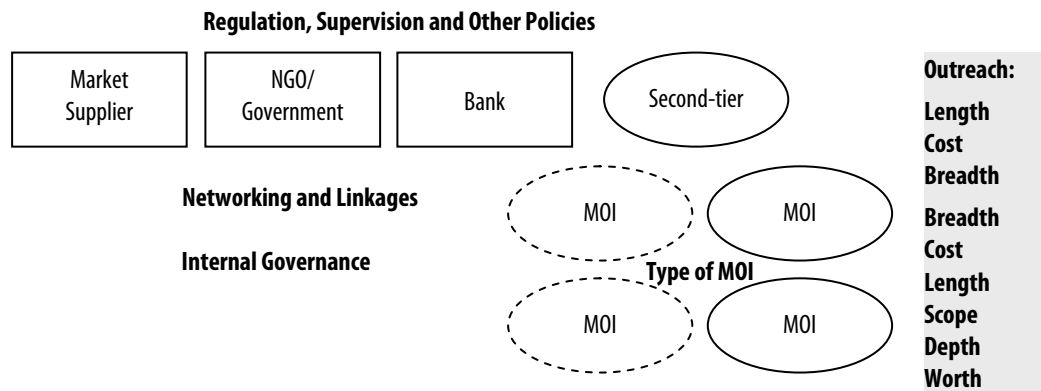 Regulation, Supervision and Other Policies
Market
Supplier
NGO/
Government
Bank
Second-tier
Networking and Linkages
Internal Governance
MOI
MOI
Type of MOI
MOI
MOI
Outreach:
Length
Cost
Breadth
Breadth
Cost
Length
Scope
Depth
Worth